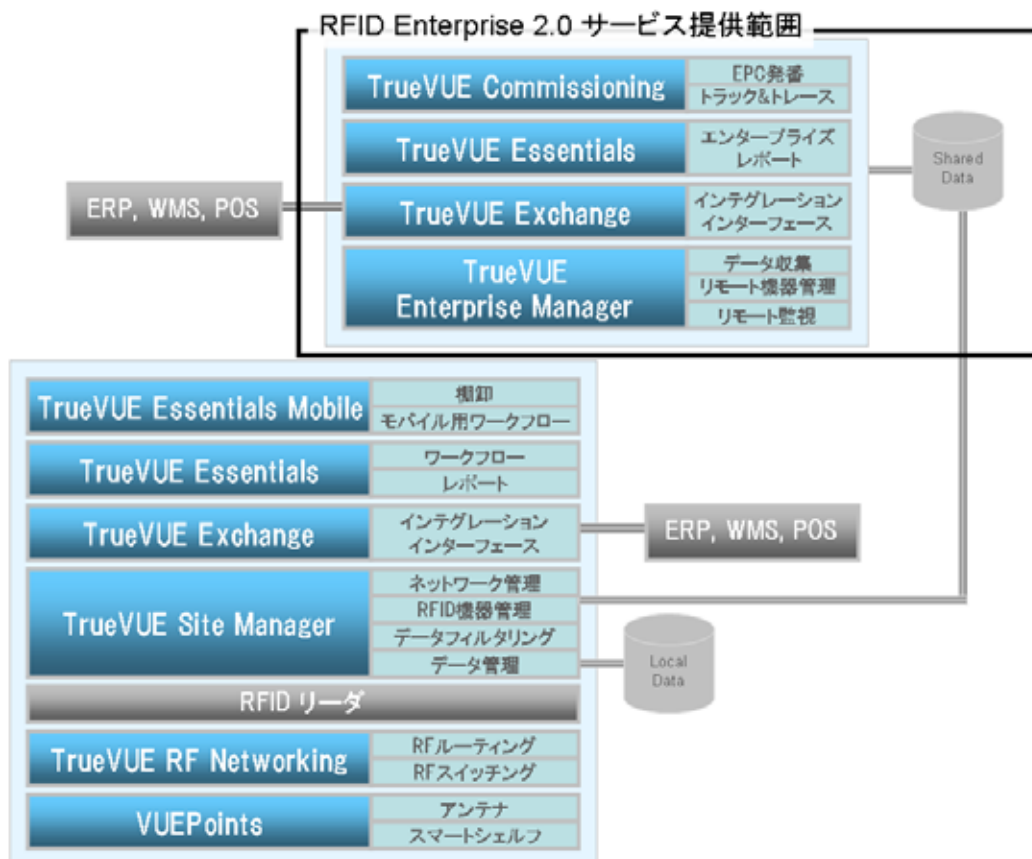 RFID Enterprise 2.0 サービス提供範囲
TrueVUE Commissioning
EPC発番
トラック&トレース
TrueVUE Essentials
エンタープライズ
レポート
ERP, WMS, POS
TrueVUE Exchange
インテグレーション
インターフェース
TrueVUE
Enterprise Manager
データ収集
リモート機器管理
リモート監視
Shared
Data
TrueVUE Essentials Mobile
棚卸
モバイル用ワークフロー
TrueVUE Essentials
ワークフロー
レポート
TrueVUE Exchange
インテグレーション
インターフェース
ERP, WMS, POS
TrueVUE Site Manager
ネットワーク管理
RFID機器管理
データフィルタリング
データ管理
Local
Data
RFID リーダ
TrueVUE RF Networking
RFルーティング
RFスイッチング
VUEPoints
アンテナ
スマートシェルフ